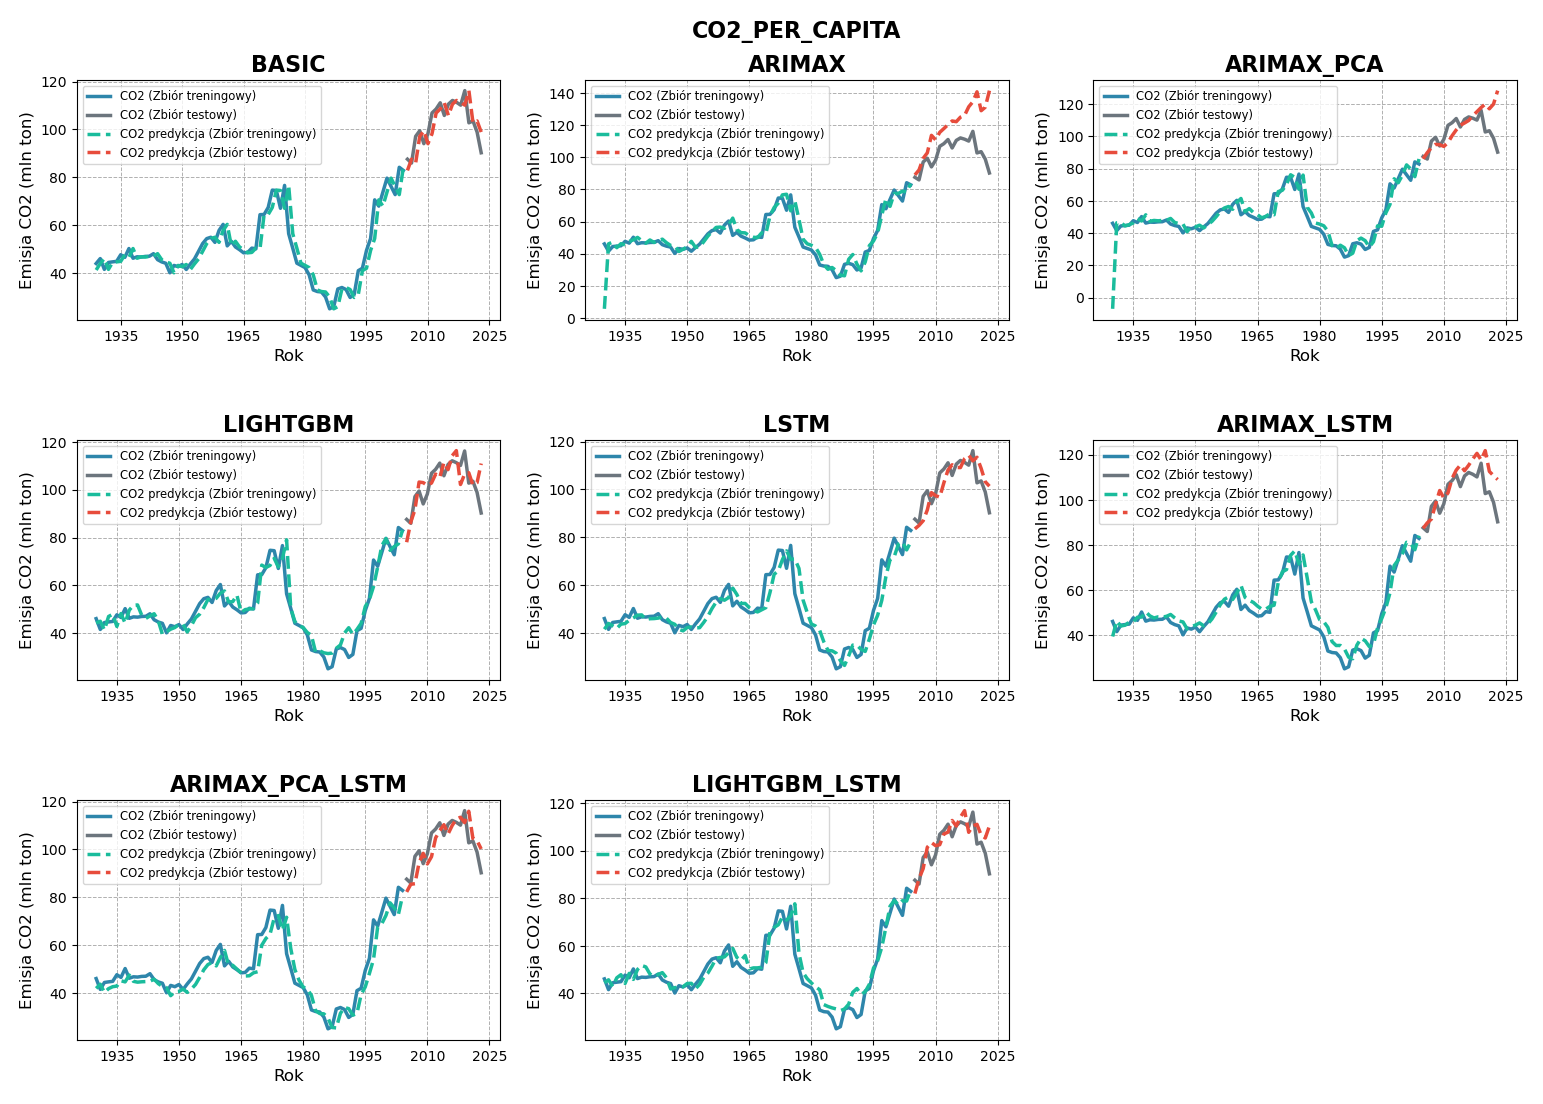 CO2_PER_CAPITA
BASIC
Emisja CO2 (mln ton)
120
100
80
60
40
CO2 (Zbiór treningowy)
CO2 (Zbiór testowy)
CO2 predykcja (Zbiór treningowy)
CO2 predykcja (Zbiór testowy)
1935 1950 1965 1980 1995 2010 2025
Rok
ARIMAX
Emisja CO2 (mln ton)
140
120
100
80
60
40
20
0
CO2 (Zbiór treningowy)
CO2 (Zbiór testowy)
CO2 predykcja (Zbiór treningowy)
CO2 predykcja (Zbiór testowy)
1935 1950 1965 1980 1995 2010 2025
Rok
ARIMAX_PCA
Emisja CO2 (mln ton)
120
100
80
60
40
20
0
CO2 (Zbiór treningowy)
CO2 (Zbiór testowy)
CO2 predykcja (Zbiór treningowy)
CO2 predykcja (Zbiór testowy)
1935 1950 1965 1980 1995 2010 2025
Rok
LIGHTGBM
Emisja CO2 (mln ton)
120
100
80
60
40
CO2 (Zbiór treningowy)
CO2 (Zbiór testowy)
CO2 predykcja (Zbiór treningowy)
CO2 predykcja (Zbiór testowy)
1935 1950 1965 1980 1995 2010 2025
Rok
LSTM
Emisja CO2 (mln ton)
120
100
80
60
40
CO2 (Zbiór treningowy)
CO2 (Zbiór testowy)
CO2 predykcja (Zbiór treningowy)
CO2 predykcja (Zbiór testowy)
1935 1950 1965 1980 1995 2010 2025
Rok
ARIMAX_LSTM
Emisja CO2 (mln ton)
120
100
80
60
40
CO2 (Zbiór treningowy)
CO2 (Zbiór testowy)
CO2 predykcja (Zbiór treningowy)
CO2 predykcja (Zbiór testowy)
1935 1950 1965 1980 1995 2010 2025
Rok
ARIMAX_PCA_LSTM
Emisja CO2 (mln ton)
120
100
80
60
40
CO2 (Zbiór treningowy)
CO2 (Zbiór testowy)
CO2 predykcja (Zbiór treningowy)
CO2 predykcja (Zbiór testowy)
1935 1950 1965 1980 1995 2010 2025
Rok
LIGHTGBM_LSTM
Emisja CO2 (mln ton)
120
100
80
60
40
CO2 (Zbiór treningowy)
CO2 (Zbiór testowy)
CO2 predykcja (Zbiór treningowy)
CO2 predykcja (Zbiór testowy)
1935 1950 1965 1980 1995 2010 2025
Rok